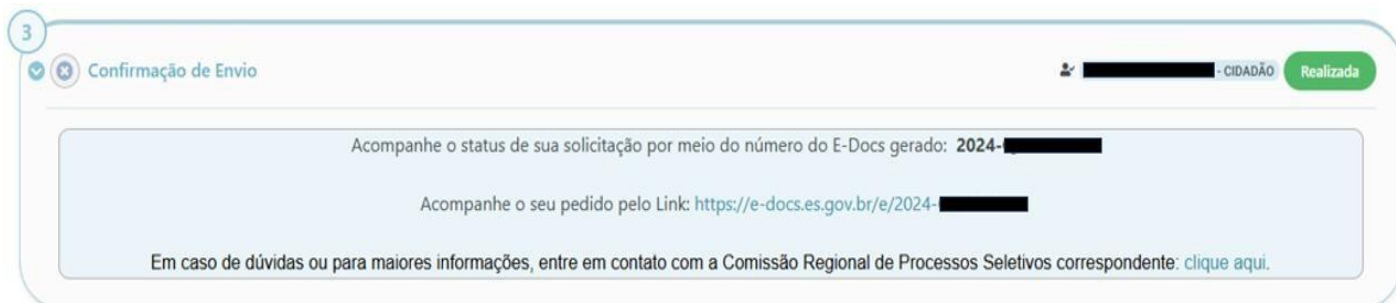 3
Confirmação de Envio - CIDADÃO Realizada
Acompanhe o status de sua solicitação por meio do número do E-Docs gerado: 2024-
Acompanhe o seu pedido pelo Link: https://e-docs.es.gov.br/e/2024-
Em caso de dúvidas ou para maiores informações, entre em contato com a Comissão Regional de Processos Seletivos correspondente: clique aqui.